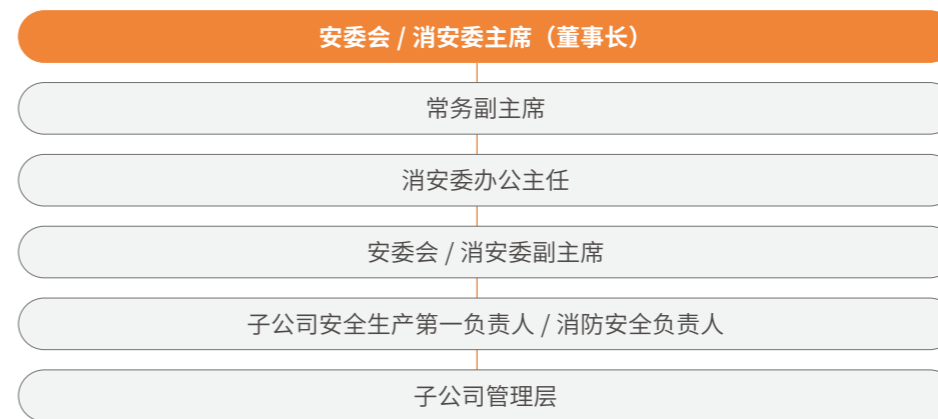 安委会 / 消安委主席（董事长）
常务副主席
消安委办公主任
安委会 / 消安委副主席
子公司安全生产第一负责人 / 消防安全负责人
子公司管理层